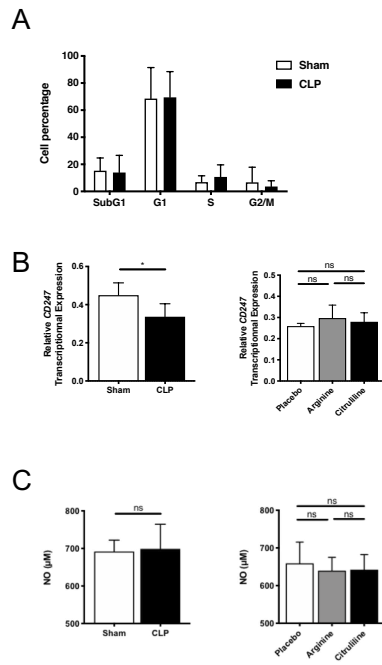 A
Sham
CLP
Cell percentage
100
80
60
40
20
0
SubG1
G1
S
G2/M
B
Relative CD247
Transcriptionnal Expression
0.6
0.4
0.2
0.0
*
Sham
CLP
Relative CD247
Transcriptionnal Expression
0.5
0.4
0.3
0.2
0.1
0.0
ns
ns
ns
Placebo
Arginine
Citrulline
C
NO (µM)
800
700
600
500
ns
Sham
CLP
NO (µM)
800
700
600
500
ns
ns
ns
Placebo
Arginine
Citrulline